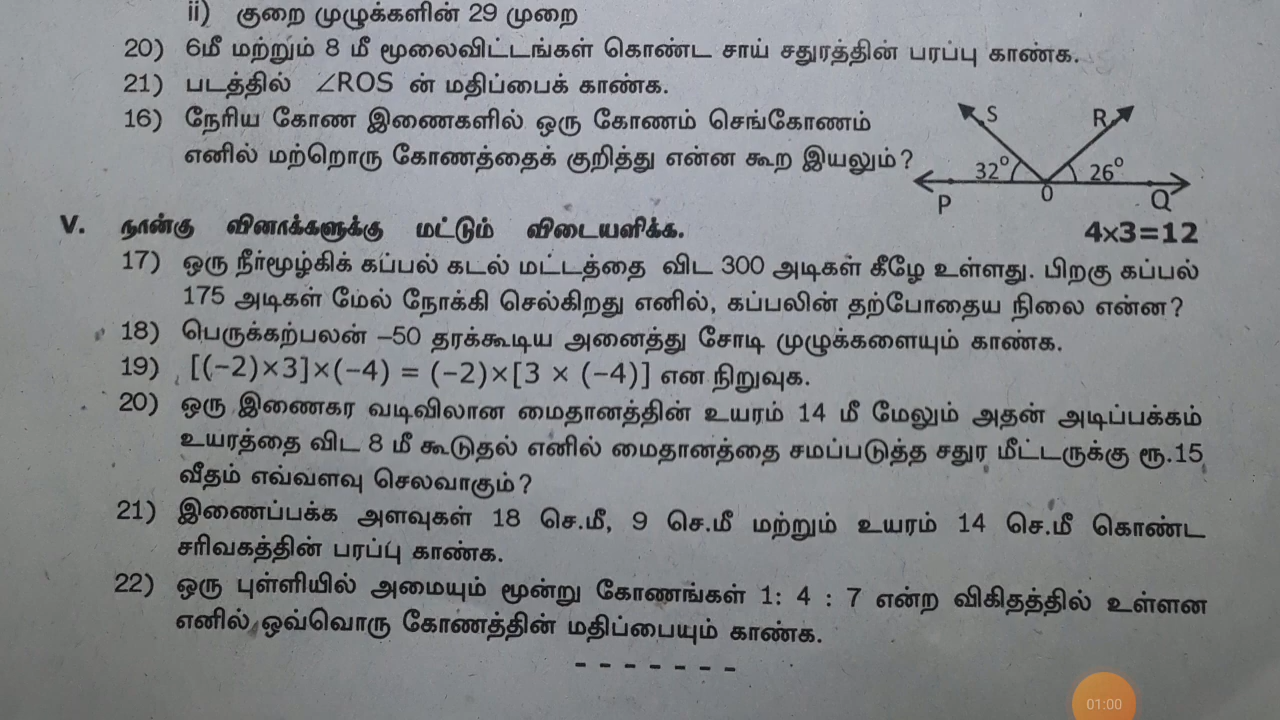 ii) குறை முழுக்களின் 29 முறை
20) 6மீ மற்றும் 8 மீ மூலைவிட்டங்கள் கொண்ட சாய் சதுரத்தின் பரப்பு காண்க.
21) படத்தில் ∠ROS ன் மதிப்பைக் காண்க.
16) நேரிய கோண இணைகளில் ஒரு கோணம் செங்கோணம்
எனில் மற்றொரு கோணத்தைக் குறித்து என்ன கூற இயலும்?
S R
32° 26°
P O Q
V. நான்கு வினாக்களுக்கு மட்டும் விடையளிக்க. 4x3=12
17) ஒரு நீர்மூழ்கிக் கப்பல் கடல் மட்டத்தை விட 300 அடிகள் கீழே உள்ளது. பிறகு கப்பல்
175 அடிகள் மேல் நோக்கி செல்கிறது எனில், கப்பலின் தற்போதைய நிலை என்ன?
18) பெருக்கற்பலன் –50 தரக்கூடிய அனைத்து சோடி முழுக்களையும் காண்க.
19) [(–2)×3]×(–4) = (–2)×[3 × (–4)] என நிறுவுக.
20) ஒரு இணைகர வடிவிலான மைதானத்தின் உயரம் 14 மீ மேலும் அதன் அடிப்பக்கம்
உயரத்தை விட 8 மீ கூடுதல் எனில் மைதானத்தை சமப்படுத்த சதுர மீட்டருக்கு ரூ.15
வீதம் எவ்வளவு செலவாகும்?
21) இணைப்பக்க அளவுகள் 18 செ.மீ, 9 செ.மீ மற்றும் உயரம் 14 செ.மீ கொண்ட
சரிவகத்தின் பரப்பு காண்க.
22) ஒரு புள்ளியில் அமையும் மூன்று கோணங்கள் 1: 4 : 7 என்ற விகிதத்தில் உள்ளன
எனில் ஒவ்வொரு கோணத்தின் மதிப்பையும் காண்க.
- - - - - - -
01:00